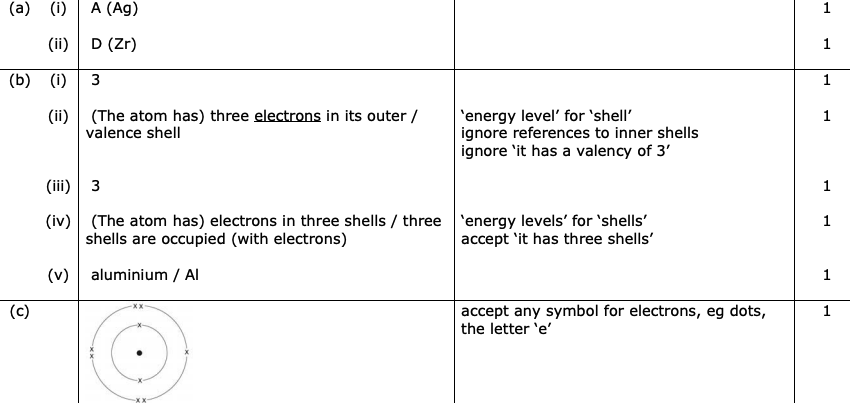 (a) (i) A (Ag) 1
(ii) D (Zr) 1
(b) (i) 3 1
(ii) (The atom has) three electrons in its outer / ‘energy level’ for ‘shell’ 1
valence shell ignore references to inner shells
ignore ‘it has a valency of 3’
(iii) 3 1
(iv) (The atom has) electrons in three shells / three ‘energy levels’ for ‘shells’ 1
shells are occupied (with electrons) accept ‘it has three shells’
(v) aluminium / Al 1
(c) accept any symbol for electrons, eg dots, 1
the letter ‘e’
x x
x
x
x
x
x
x x